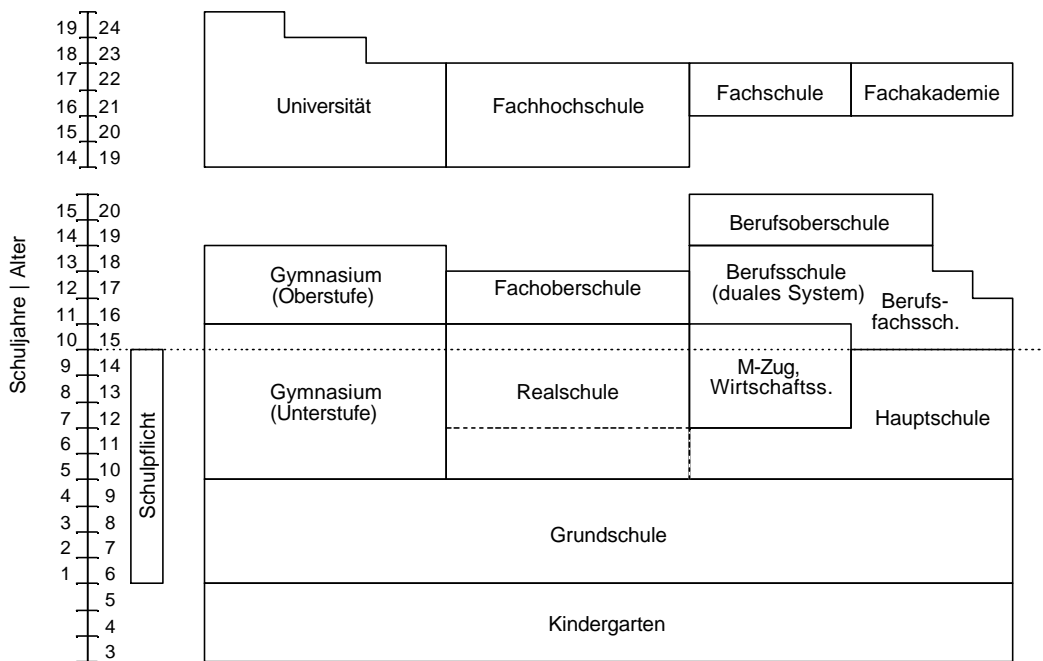 19 24
18 23
17 22
16 21
15 20
14 19
Universität
Fachhochschule
Fachschule
Fachakademie
15 20
14 19
13 18
12 17
11 16
10 15
9 14
8 13
7 12
6 11
5 10
4 9
3 8
2 7
1 6
5
4
3
Schuljahre | Alter
Schulpflicht
Berufsoberschule
Gymnasium
(Oberstufe)
Fachoberschule
Berufsschule
(duales System)
Berufs-
fachssch.
Gymnasium
(Unterstufe)
Realschule
M-Zug,
Wirtschaftss.
Hauptschule
Grundschule
Kindergarten